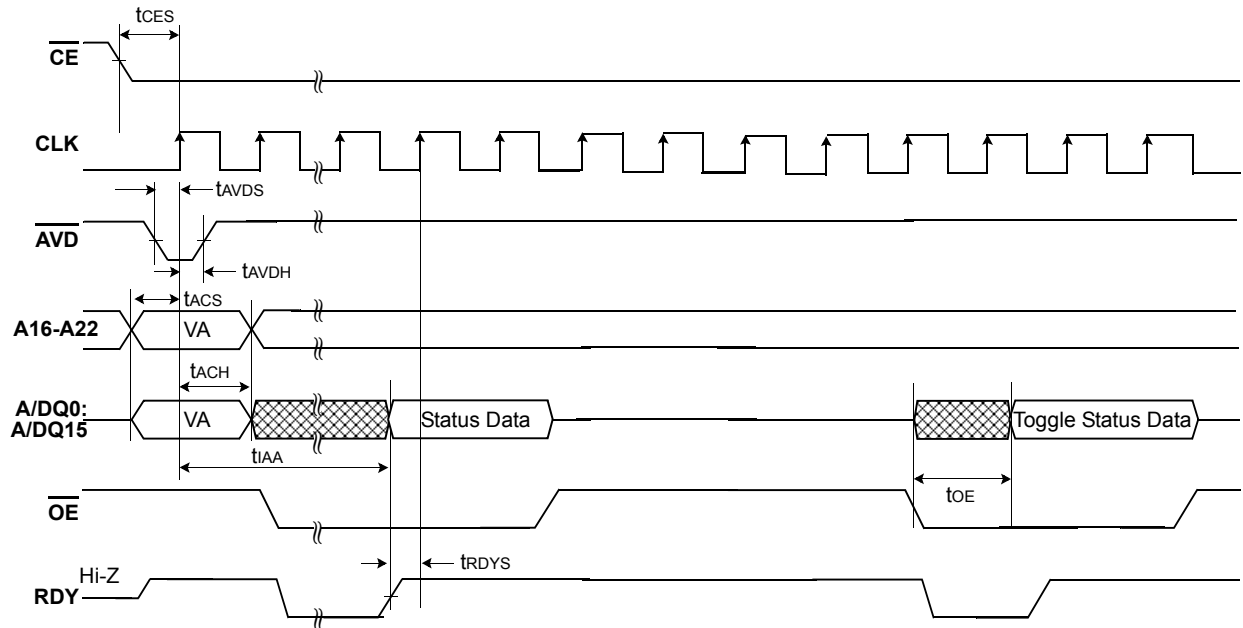 tCES
CE
CLK
tAVDS
AVD
tAVDH
tACS
A16-A22
VA
tACH
A/DQ0:
A/DQ15
VA
Status Data
Toggle Status Data
tIAA
tOE
OE
tRDYS
Hi-Z
RDY